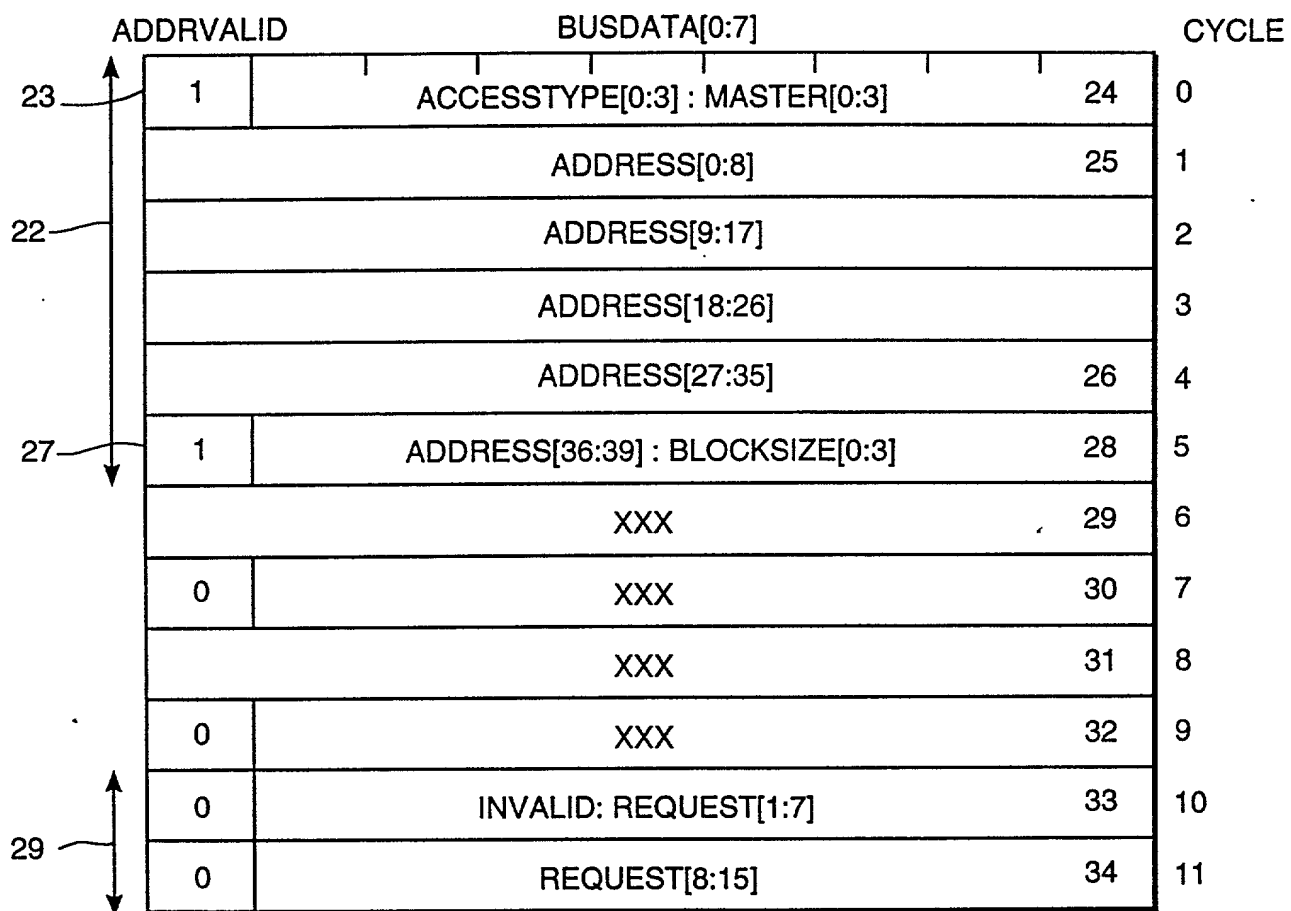 ADDRVALID BUSDATA[0:7] CYCLE
23 1 ACCESSTYPE[0:3] : MASTER[0:3] 24 0
ADDRESS[0:8] 25 1
22 ADDRESS[9:17] 2
ADDRESS[18:26] 3
ADDRESS[27:35] 26 4
27 1 ADDRESS[36:39] : BLOCKSIZE[0:3] 28 5
XXX 29 6
0 XXX 30 7
XXX 31 8
0 XXX 32 9
0 INVALID: REQUEST[1:7] 33 10
29
0 REQUEST[8:15] 34 11